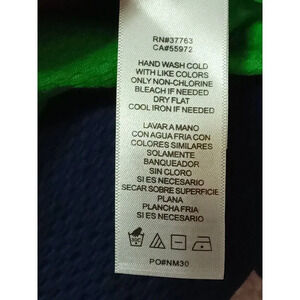 RN#37763
CA#55972
HAND WASH COLD
WITH LIKE COLORS
ONLY NON-CHLORINE
BLEACH IF NEEDED
DRY FLAT
COOL IRON IF NEEDED
LAVAR A MANO
CON AGUA FRIA CON
COLORES SIMILARES
SOLAMENTE
BANQUEADOR
SIN CLORO
SI ES NECESARIO
SECAR SOBRE SUPERFICIE
PLANA
PLANCHA FRIA
SI ES NECESARIO
PO#NM30